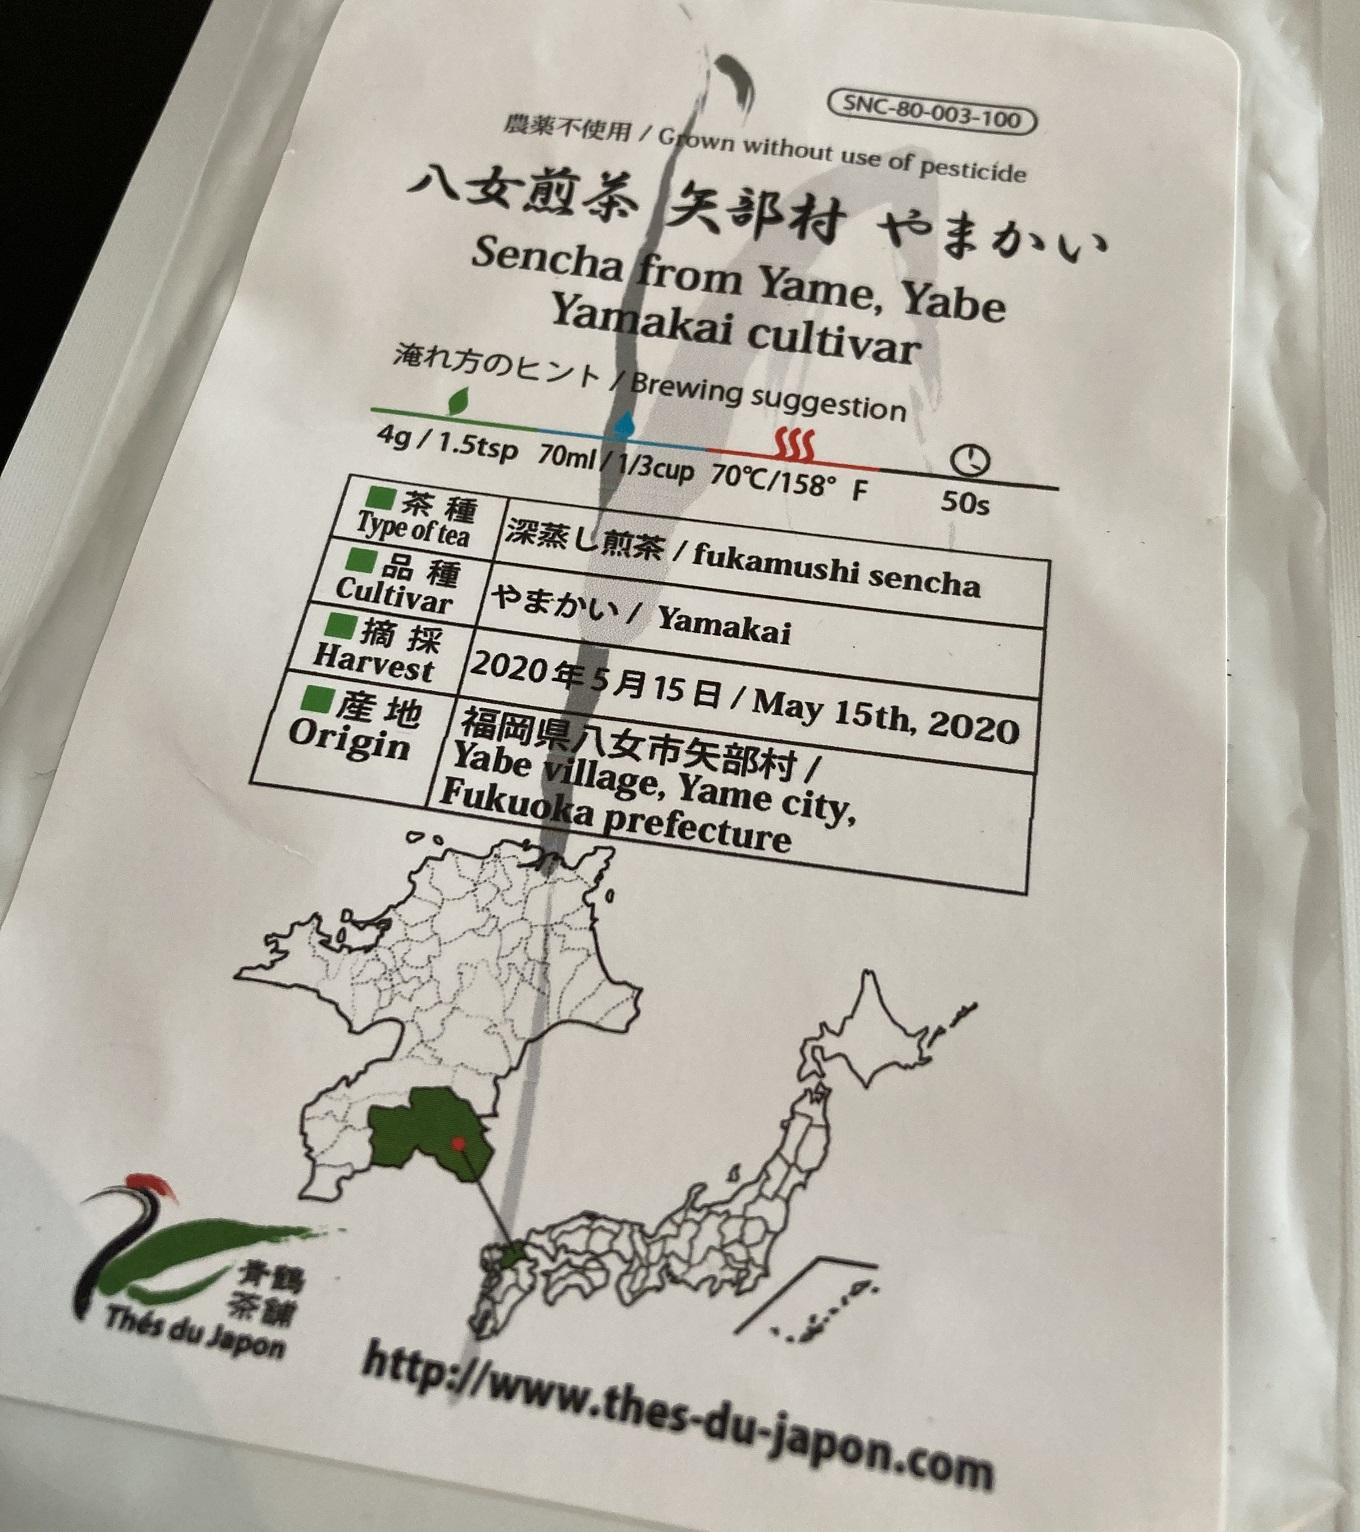 SNC-80-003-100
農薬不使用 / Grown without use of pesticide
八女煎茶 矢部村 やまかい
Sencha from Yame, Yabe
Yamakai cultivar
淹れ方のヒント / Brewing suggestion
4g / 1.5tsp 70ml / 1/3cup 70℃/158° F 50s
茶種
Type of tea
深蒸し煎茶 / fukamushi sencha
品種
Cultivar
やまかい / Yamakai
摘採
Harvest
2020年5月15日 / May 15th, 2020
産地
Origin
福岡県八女市矢部村 /
Yabe village, Yame city,
Fukuoka prefecture
青鶴
茶舗
Thés du Japon
http://www.thes-du-japon.com